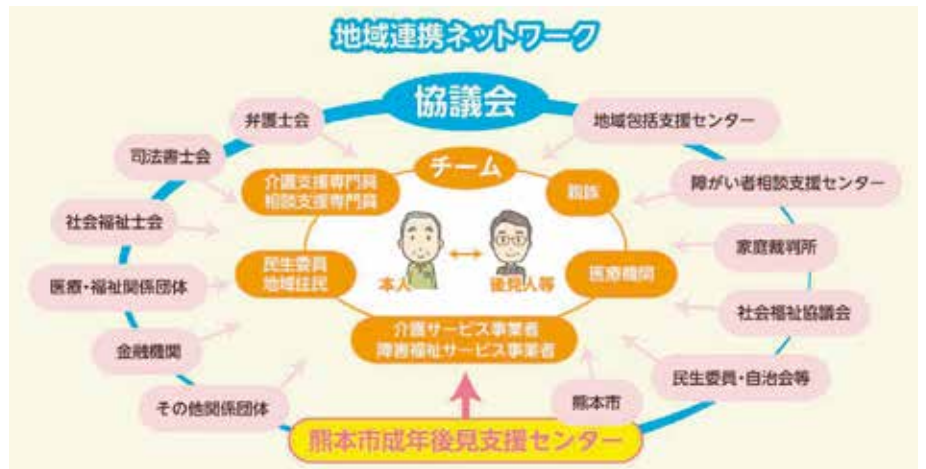 地域連携ネットワーク
協議会
弁護士会
地域包括支援センター
司法書士会
チーム
介護支援専門員
相談支援専門員
親族
障がい者相談支援センター
社会福祉士会
家庭裁判所
民生委員
地域住民
本人
後見人等
医療機関
医療・福祉関係団体
社会福祉協議会
介護サービス事業者
障害福祉サービス事業者
金融機関
民生委員・自治会等
その他関係団体
熊本市
熊本市成年後見支援センター